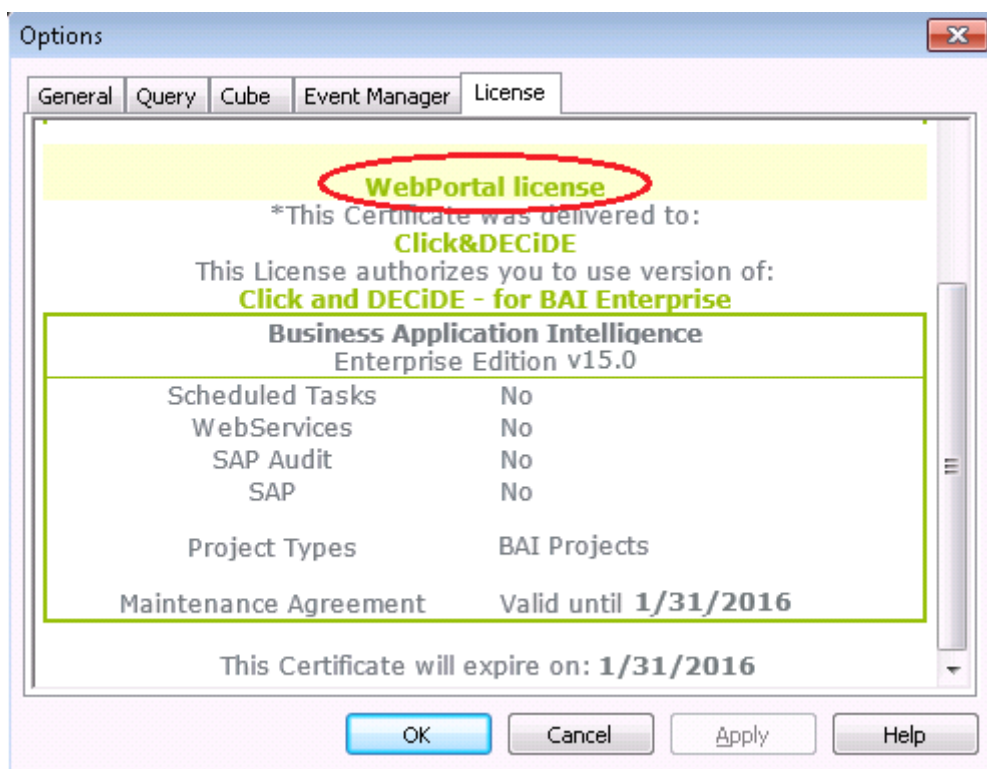 Options
General Query Cube Event Manager License
WebPortal license
*This Certificate was delivered to:
Click&DECiDE
This License authorizes you to use version of:
Click and DECiDE - for BAI Enterprise
Business Application Intelligence
Enterprise Edition v15.0
Scheduled Tasks No
WebServices No
SAP Audit No
SAP No
Project Types BAI Projects
Maintenance Agreement Valid until 1/31/2016
This Certificate will expire on: 1/31/2016
OK Cancel Apply Help